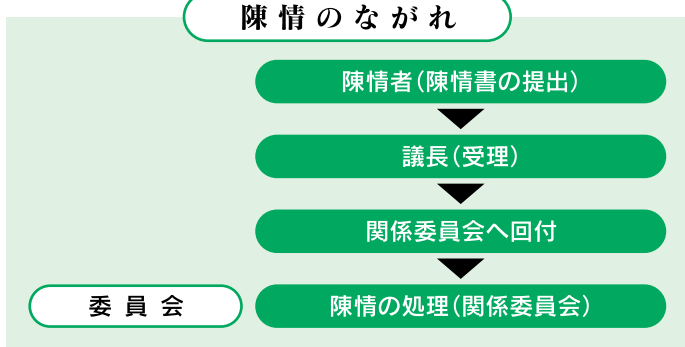 陳情のながれ
陳情者(陳情書の提出)
議長(受理)
関係委員会へ回付
委員会
陳情の処理(関係委員会)